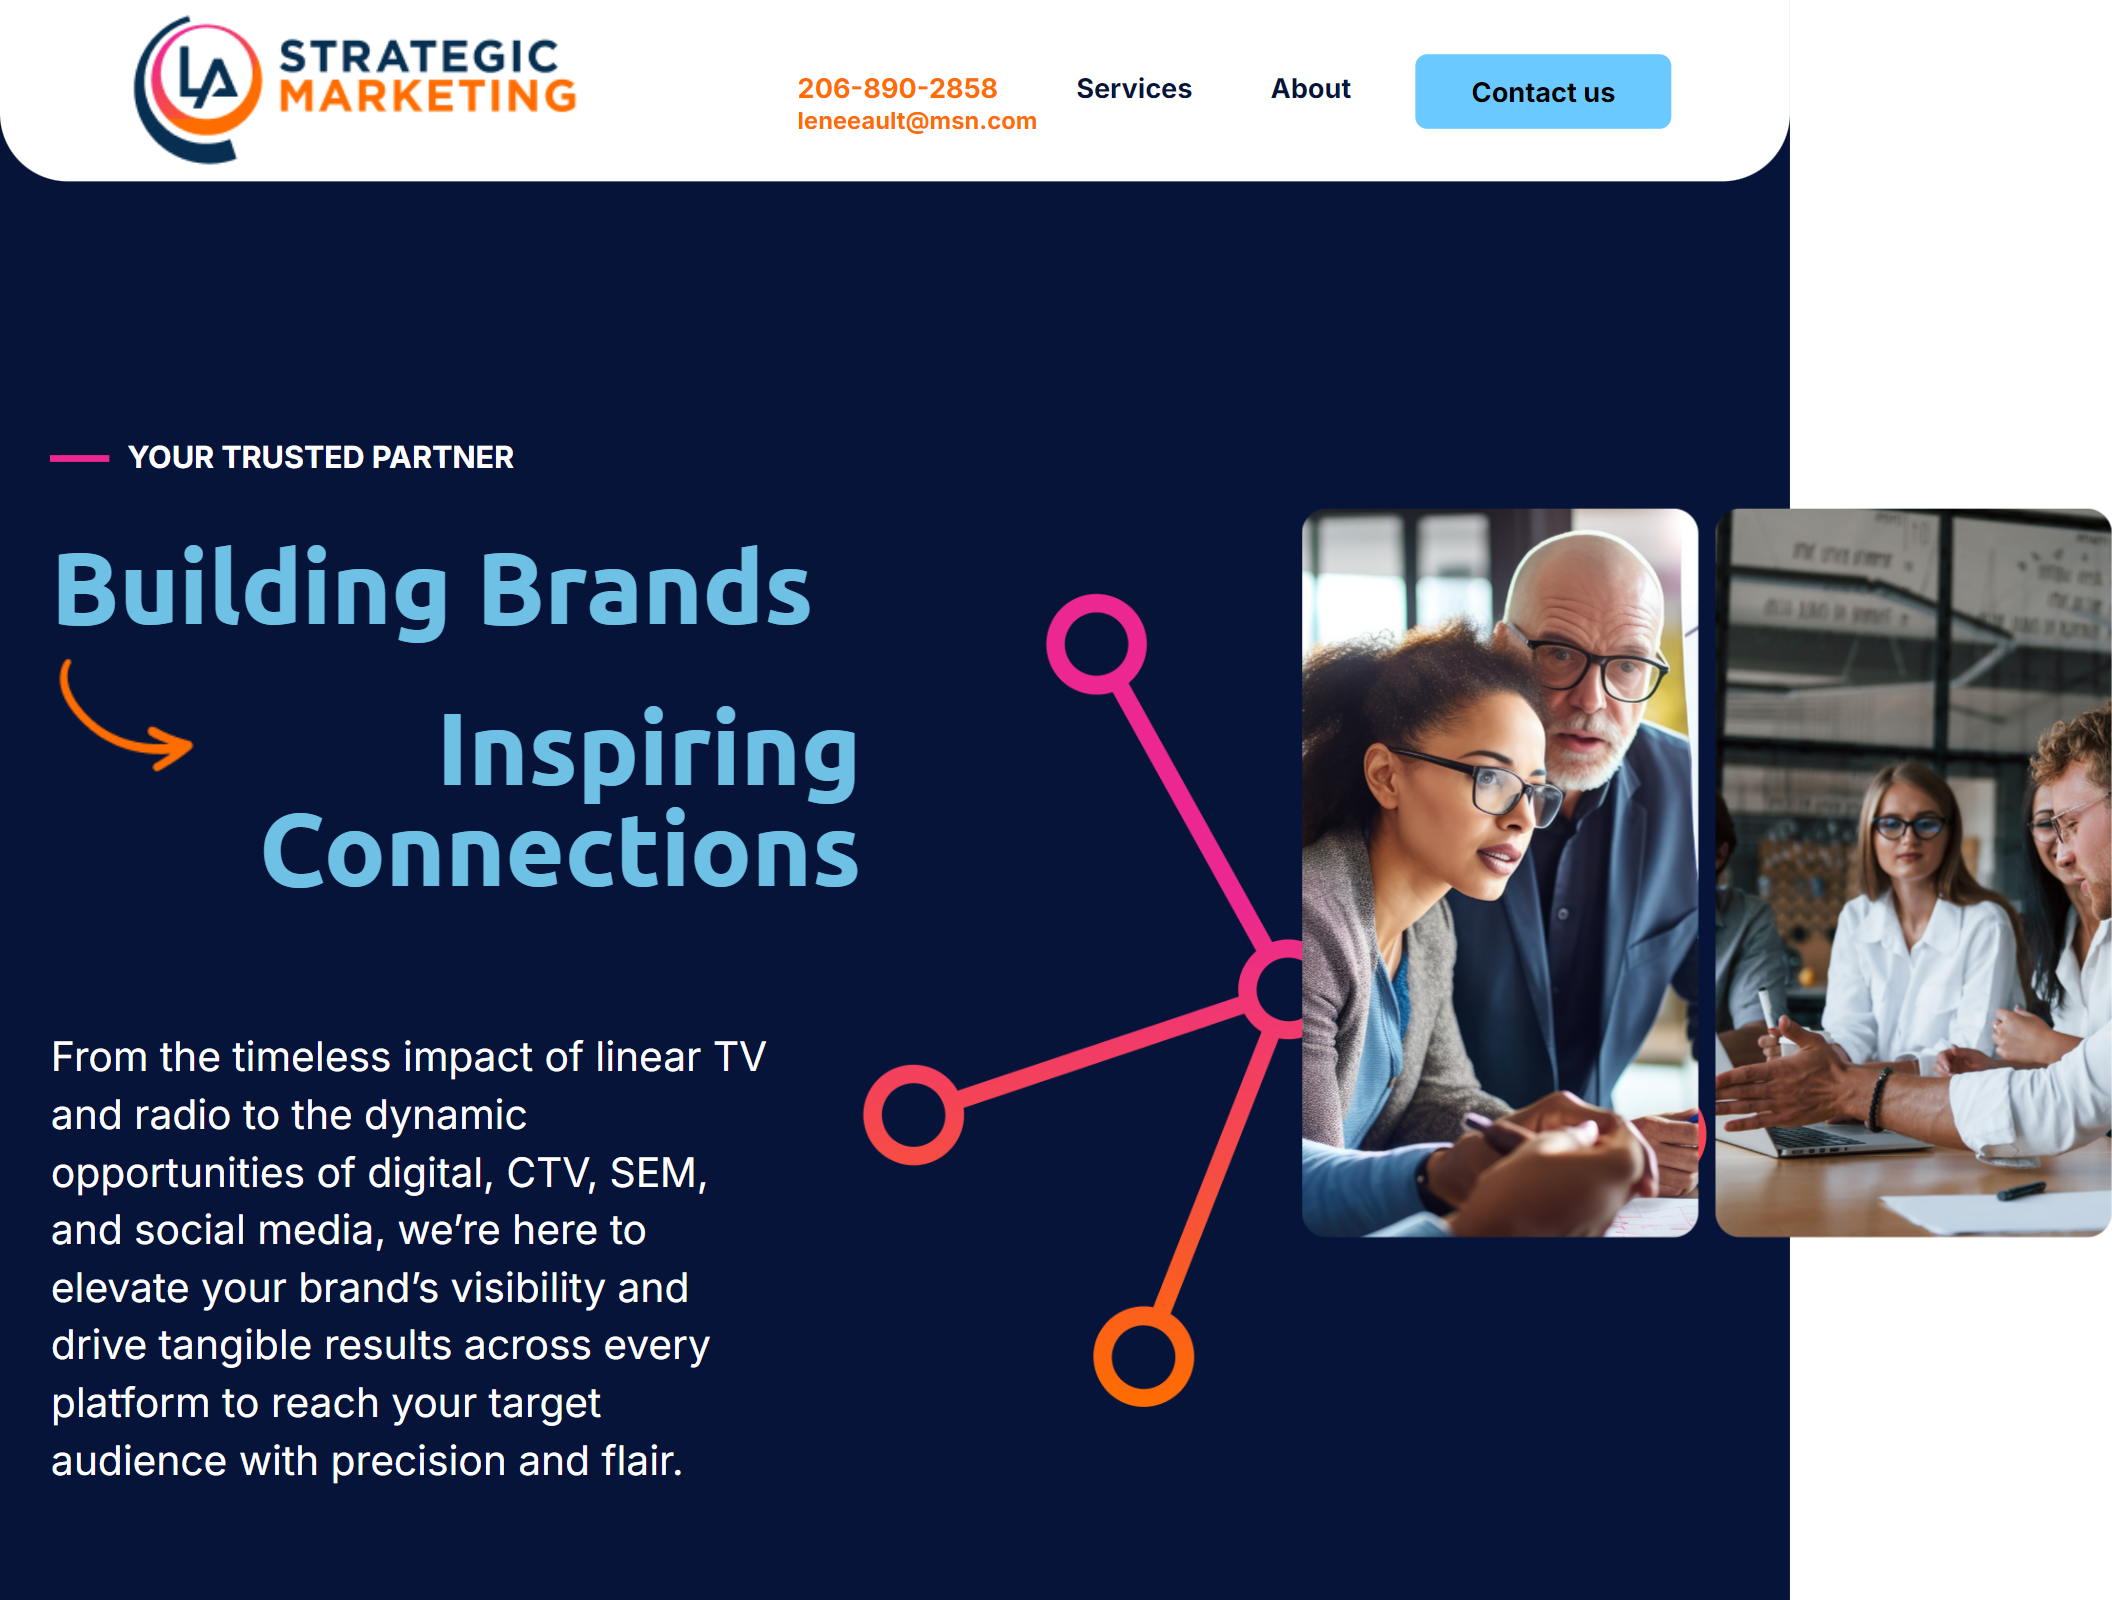 LA STRATEGIC
MARKETING
206-890-2858
leneeault@msn.com
Services
About
Contact us
YOUR TRUSTED PARTNER
Building Brands
Inspiring
Connections
From the timeless impact of linear TV
and radio to the dynamic
opportunities of digital, CTV, SEM,
and social media, we’re here to
elevate your brand’s visibility and
drive tangible results across every
platform to reach your target
audience with precision and flair.